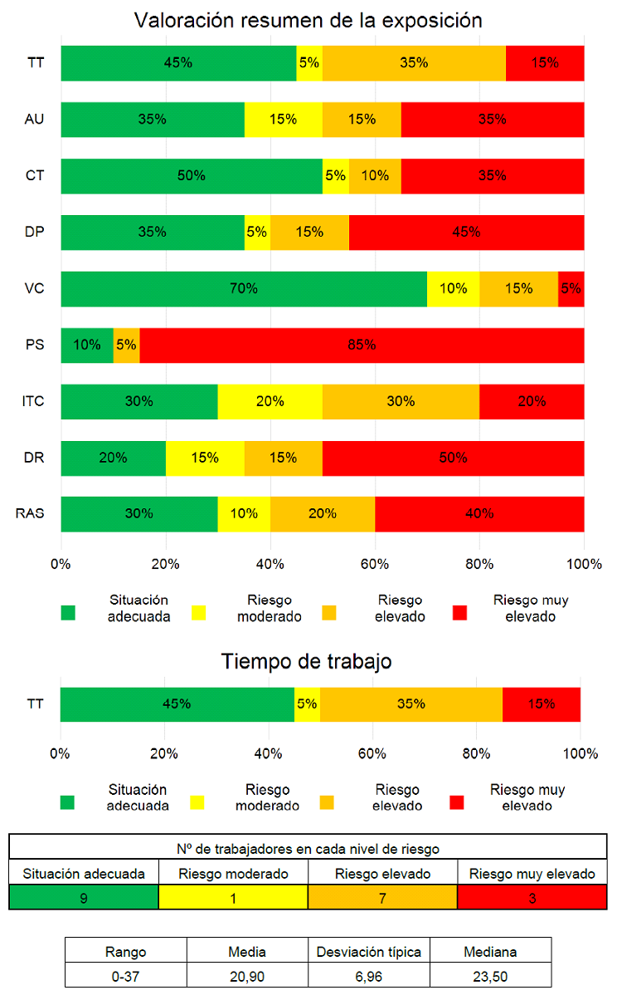 Valoración resumen de la exposición
TT 45% 5% 35% 15%
AU 35% 15% 15% 35%
CT 50% 5% 10% 35%
DP 35% 5% 15% 45%
VC 70% 10% 15% 5%
PS 10% 5% 85%
ITC 30% 20% 30% 20%
DR 20% 15% 15% 50%
RAS 30% 10% 20% 40%
0% 20% 40% 60% 80% 100%
Situación adecuada
Riesgo moderado
Riesgo elevado
Riesgo muy elevado
Tiempo de trabajo
TT 45% 5% 35% 15%
0% 20% 40% 60% 80% 100%
Situación adecuada
Riesgo moderado
Riesgo elevado
Riesgo muy elevado
Nº de trabajadores en cada nivel de riesgo
Situación adecuada Riesgo moderado Riesgo elevado Riesgo muy elevado
9 1 7 3
Rango Media Desviación típica Mediana
0-37 20,90 6,96 23,50